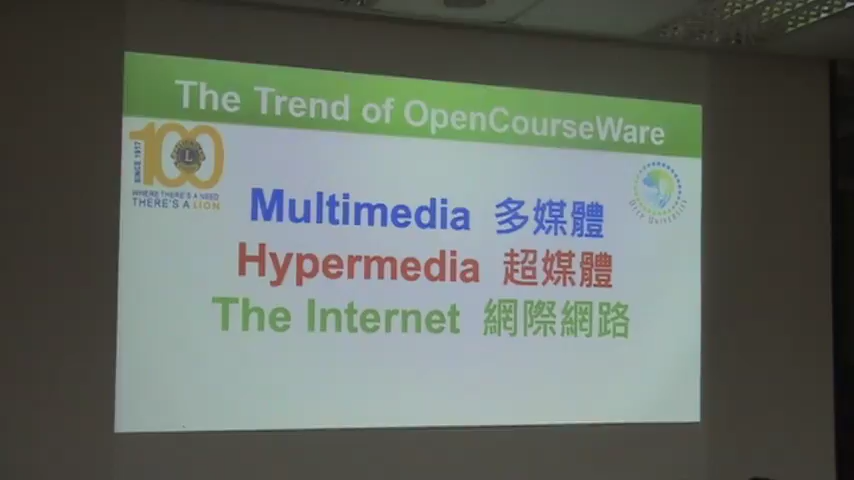 The Trend of OpenCourseWare
SINCE 1917
100
L
WHERE THERE'S A NEED
THERE'S A LION
Multimedia 多媒體
Hypermedia 超媒體
The Internet 網際網路
UNIVERSITY